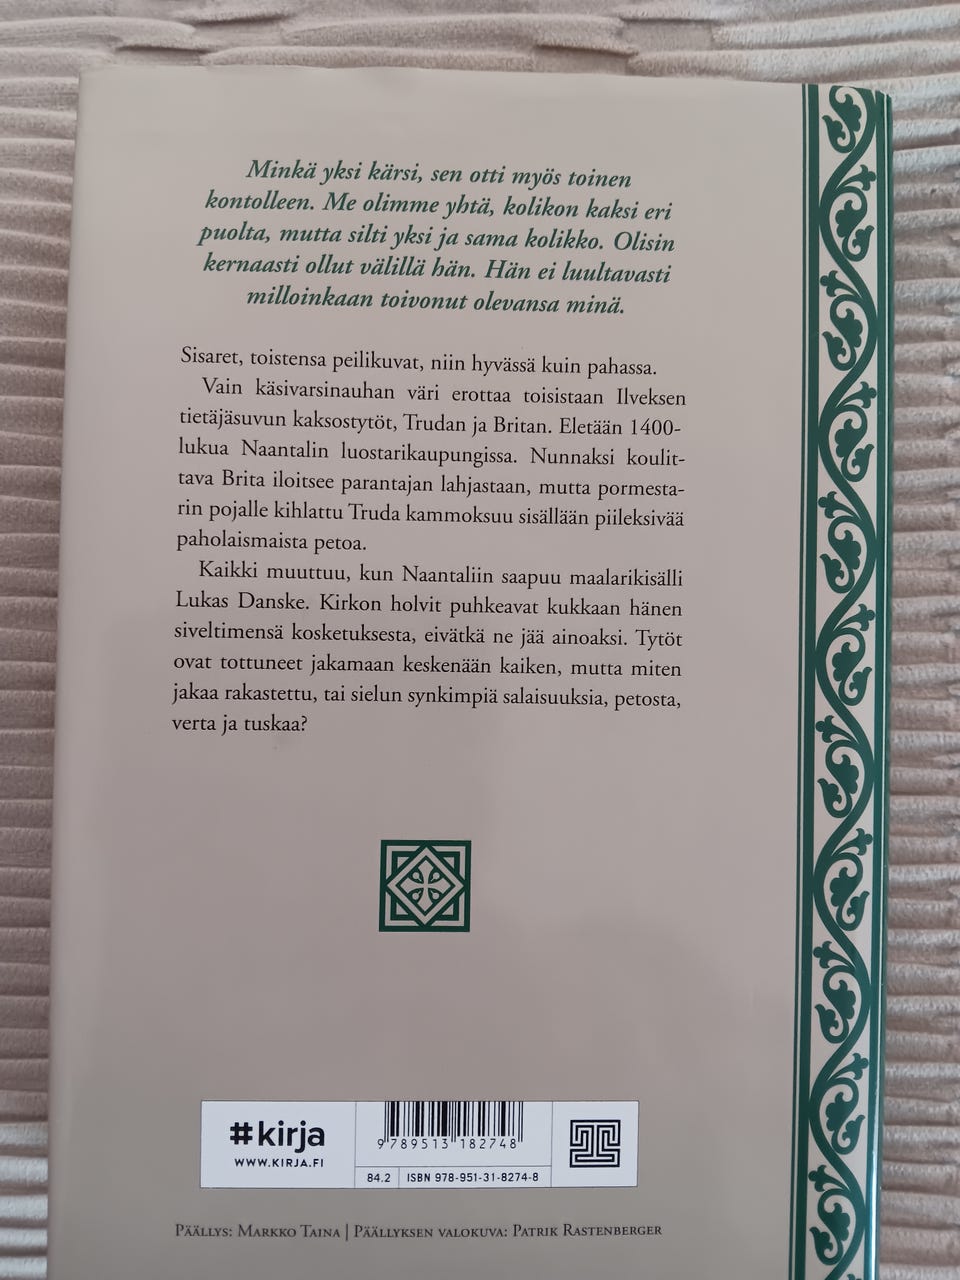 Minkä yksi kärsi, sen otti myös toinen
kontolleen. Me olimme yhtä, kolikon kaksi eri
puolta, mutta silti yksi ja sama kolikko. Olisin
kernaasti ollut välillä hän. Hän ei luultavasti
milloinkaan toivonut olevansa minä.
Sisaret, toistensa peilikuvat, niin hyvässä kuin pahassa.
Vain käsivarsinauhan väri erottaa toisistaan Ilveksen
tietäjäsuvun kaksostytöt, Trudan ja Britan. Eletään 1400-
lukua Naantalin luostarikaupungissa. Nunnaksi koulit-
tava Brita iloitsee parantajan lahjastaan, mutta pormesta-
rin pojalle kihlattu Truda kammoksuu sisällään piileksivää
paholaismaista petoa.
Kaikki muuttuu, kun Naantaliin saapuu maalarikisälli
Lukas Danske. Kirkon holvit puhkeavat kukkaan hänen
siveltimensä kosketuksesta, eivätkä ne jää ainoaksi. Tytöt
ovat tottuneet jakamaan keskenään kaiken, mutta miten
jakaa rakastettu, tai sielun synkimpiä salaisuuksia, petosta,
verta ja tuskaa?
#kirja
WWW.KIRJA.FI
9 789513 182748
84.2 ISBN 978-951-31-8274-8
Päällys: Markko Taina | Päällyksen valokuva: Patrik Rastenberger